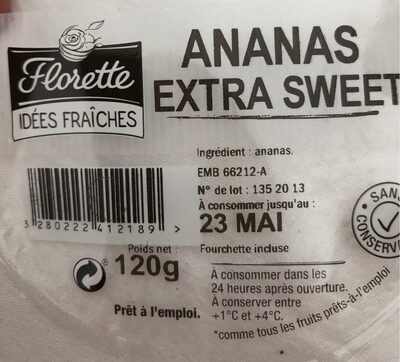 Florette
IDÉES FRAÎCHES
ANANAS
EXTRA SWEET
Ingrédient : ananas.
EMB 66212-A
N° de lot : 135 20 13
À consommer jusqu'au :
23 MAI
Fourchette incluse
3 280222 412189 >
Poids net :
120g
Prêt à l'emploi.
À consommer dans les
24 heures après ouverture.
À conserver entre
+1°C et +4°C.
*comme tous les fruits prêts-à-l'emploi
SANS